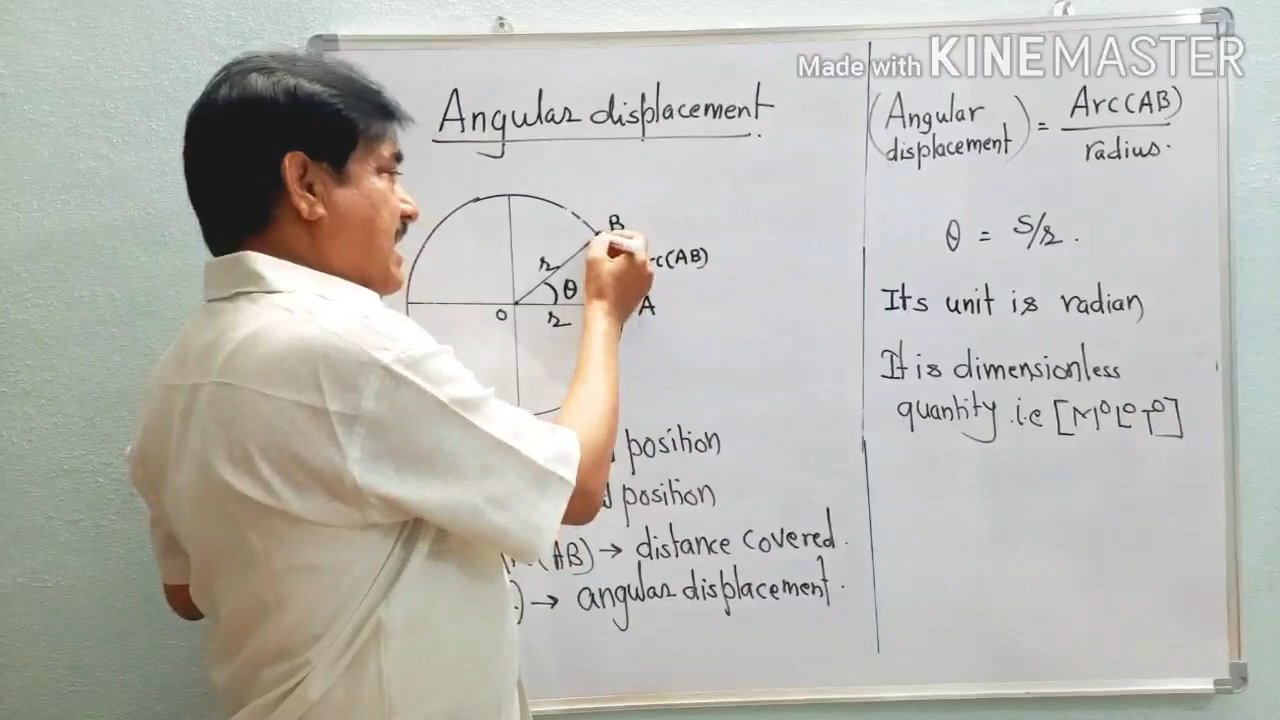 Made with KINEMASTER
Angular displacement
B
r
θ
Arc(AB)
O
r
A
position
position
(AB) → distance covered.
→ angular displacement.
(Angular displacement) = Arc(AB) / radius.
θ = S/r.
Its unit is radian
It is dimensionless
quantity i.e [M⁰L⁰T⁰]